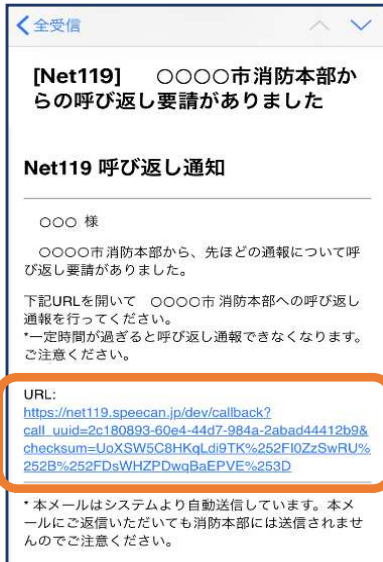 全受信
[Net119]　○○○○市消防本部か
らの呼び返し要請がありました
Net119 呼び返し通知
○○○ 様
○○○○市消防本部から、先ほどの通報について呼
び返し要請がありました。
下記URLを開いて　○○○○市 消防本部への呼び返し
通報を行ってください。
*一定時間が過ぎると呼び返し通報できなくなります。
ご注意ください。
URL:
https://net119.speecan.jp/dev/callback?
call_uuid=2c180893-60e4-44d7-984a-2abad44412b9&
checksum=UoXSW5C8HKqLdi9TK%252FI0ZzSwRU%
252B%252FDsWHZPDwqBaEPVE%253D
* 本メールはシステムより自動送信しています。本メ
ールにご返信いただいても消防本部には送信されませ
んのでご注意ください。